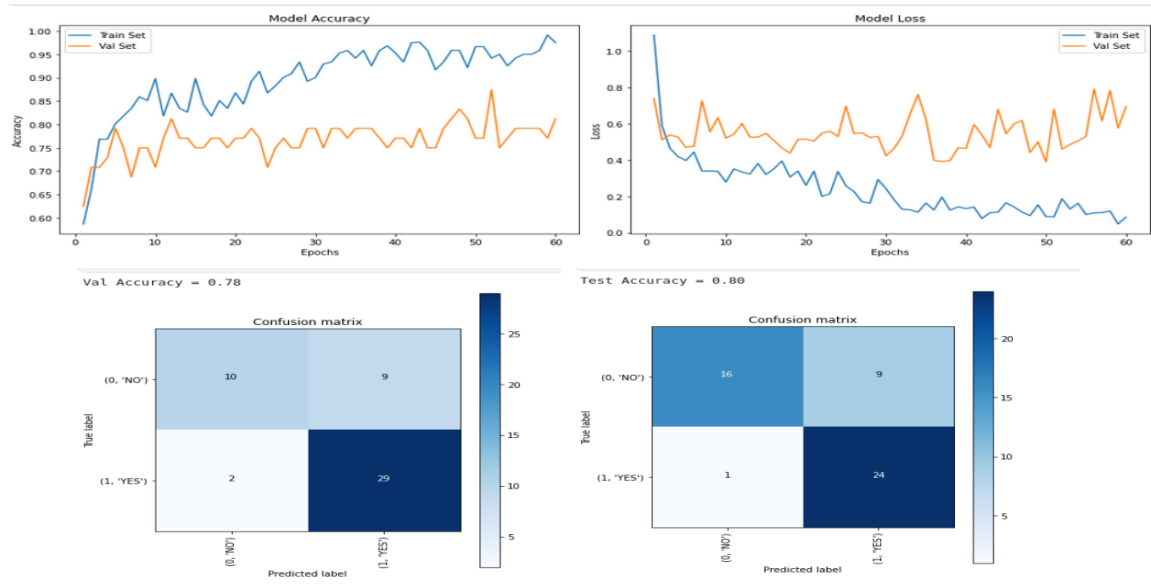 Model Accuracy
Train Set
Val Set
1.00
0.95
0.90
0.85
0.80
0.75
0.70
0.65
0.60
Accuracy
0
10
20
30
40
50
60
Epochs
Model Loss
Train Set
Val Set
1.0
0.8
0.6
0.4
0.2
0.0
Loss
0
10
20
30
40
50
60
Epochs
Val Accuracy = 0.78
Confusion matrix
(0, 'NO')
(1, 'YES')
True label
10
9
2
29
(0, 'NO')
(1, 'YES')
Predicted label
25
20
15
10
5
Test Accuracy = 0.80
Confusion matrix
(0, 'NO')
(1, 'YES')
True label
16
9
1
24
(0, 'NO')
(1, 'YES')
Predicted label
20
15
10
5